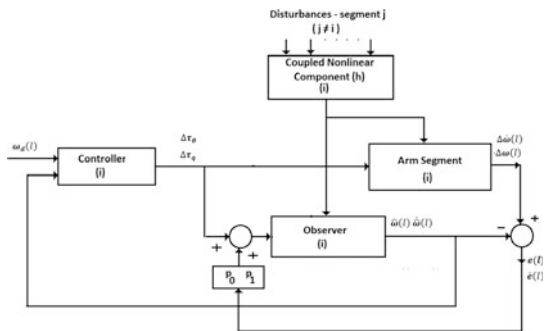 Disturbances - segment j
( j ≠ i ) . . . . .
Coupled Nonlinear
Component (h)
(i)
ω_d(l)
Controller
(i)
Δτ_θ
Δτ_q
Arm Segment
(i)
Δω̇(l)
Δω(l)
+
+
+
Observer
(i)
ω̂(l) ω̂̇(l)
-
+
e(l)
ė(l)
P_0 P_1
. . . . .